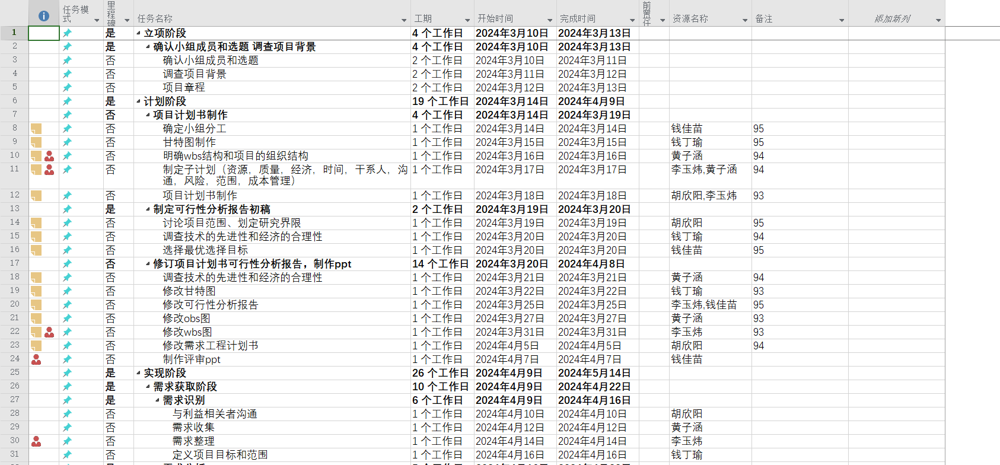 任务模式 里程碑 任务名称 工期 开始时间 完成时间 前置任 资源名称 备注 添加新列
1 是 立项阶段 4 个工作日 2024年3月10日 2024年3月13日
2 是 确认小组成员和选题 调查项目背景 4 个工作日 2024年3月10日 2024年3月13日
3 否 确认小组成员和选题 2 个工作日 2024年3月10日 2024年3月11日
4 否 调查项目背景 2 个工作日 2024年3月11日 2024年3月12日
5 否 项目章程 2 个工作日 2024年3月12日 2024年3月13日
6 是 计划阶段 19 个工作日 2024年3月14日 2024年4月9日
7 否 项目计划书制作 4 个工作日 2024年3月14日 2024年3月19日
8 否 确定小组分工 1 个工作日 2024年3月14日 2024年3月14日 钱佳苗 95
9 否 甘特图制作 1 个工作日 2024年3月15日 2024年3月15日 钱丁瑜 95
10 否 明确wbs结构和项目的组织结构 1 个工作日 2024年3月16日 2024年3月16日 黄子涵 94
11 否 制定子计划（资源，质量，经济，时间，干系人，沟 1 个工作日 2024年3月17日 2024年3月17日 李玉炜,黄子涵 94
通，风险，范围，成本管理）
12 否 项目计划书制作 1 个工作日 2024年3月18日 2024年3月18日 胡欣阳,李玉炜 93
13 是 制定可行性分析报告初稿 2 个工作日 2024年3月19日 2024年3月20日
14 否 讨论项目范围、划定研究界限 1 个工作日 2024年3月19日 2024年3月19日 胡欣阳 95
15 否 调查技术的先进性和经济的合理性 1 个工作日 2024年3月20日 2024年3月20日 钱丁瑜 94
16 否 选择最优选择目标 1 个工作日 2024年3月20日 2024年3月20日 钱佳苗 95
17 否 修订项目计划书可行性分析报告，制作ppt 14 个工作日 2024年3月20日 2024年4月8日
18 否 调查技术的先进性和经济的合理性 1 个工作日 2024年3月21日 2024年3月21日 黄子涵 94
19 否 修改甘特图 1 个工作日 2024年3月22日 2024年3月22日 钱丁瑜 93
20 否 修改可行性分析报告 1 个工作日 2024年3月25日 2024年3月25日 李玉炜,钱佳苗 95
21 否 修改obs图 1 个工作日 2024年3月27日 2024年3月27日 黄子涵 93
22 否 修改wbs图 1 个工作日 2024年3月31日 2024年3月31日 李玉炜 93
23 否 修改需求工程计划书 1 个工作日 2024年4月5日 2024年4月5日 胡欣阳 94
24 否 制作评审ppt 1 个工作日 2024年4月7日 2024年4月7日 钱佳苗
25 是 实现阶段 26 个工作日 2024年4月9日 2024年5月14日
26 是 需求获取阶段 10 个工作日 2024年4月9日 2024年4月22日
27 是 需求识别 6 个工作日 2024年4月9日 2024年4月16日
28 否 与利益相关者沟通 1 个工作日 2024年4月10日 2024年4月10日 胡欣阳
29 否 需求收集 1 个工作日 2024年4月12日 2024年4月12日 黄子涵
30 否 需求整理 1 个工作日 2024年4月14日 2024年4月14日 李玉炜
31 否 定义项目目标和范围 1 个工作日 2024年4月16日 2024年4月16日 钱丁瑜